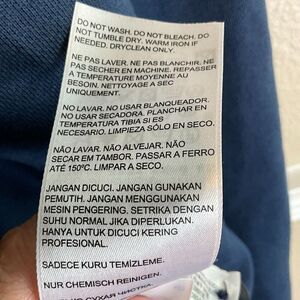 DO NOT WASH. DO NOT BLEACH. DO
NOT TUMBLE DRY. WARM IRON IF
NEEDED. DRYCLEAN ONLY.
NE PAS LAVER. NE PAS BLANCHIR. NE
PAS SECHER EN MACHINE. REPASSER
A TEMPERATURE MOYENNE AU
BESOIN. NETTOYAGE A SEC
UNIQUEMENT.
NO LAVAR. NO USAR BLANQUEADOR.
NO USAR SECADORA. PLANCHAR EN
TEMPERATURA TIBIA SI ES
NECESARIO. LIMPIEZA SÓLO EN SECO.
NÃO LAVAR. NÃO ALVEJAR. NÃO
SECAR EM TAMBOR. PASSAR A FERRO
ATÉ 150ºC. LIMPAR A SECO.
JANGAN DICUCI. JANGAN GUNAKAN
PEMUTIH. JANGAN MENGGUNAKAN
MESIN PENGERING. SETRIKA DENGAN
SUHU NORMAL JIKA DIPERLUKAN.
HANYA UNTUK DICUCI KERING
PROFESIONAL.
SADECE KURU TEMİZLEME.
NUR CHEMISCH REINIGEN.
СУХАЯ ЧИСТКА.